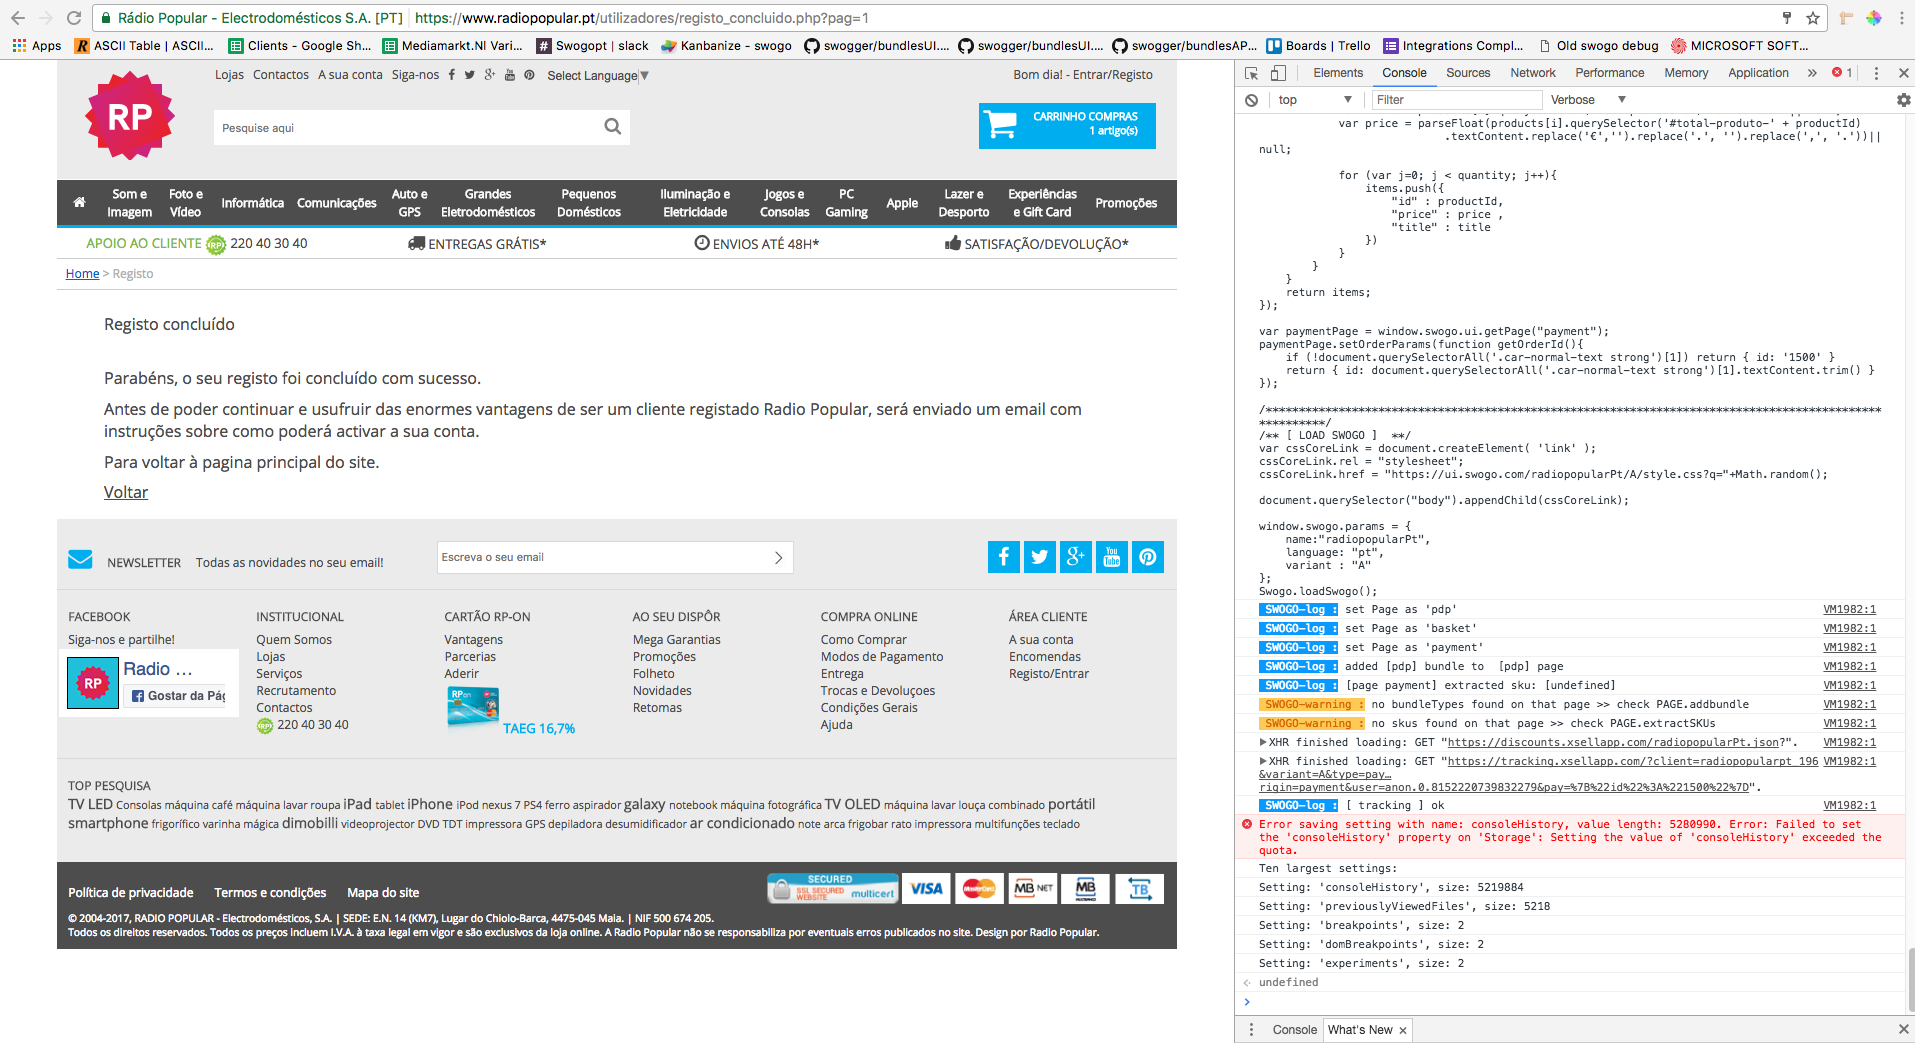 Rádio Popular - Electrodomésticos S.A. [PT] https://www.radiopopular.pt/utilizadores/registo_concluido.php?pag=1
Apps ASCII Table | ASCII... Clients - Google Sh... Mediamarkt.Nl Vari... Swogopt | slack Kanbanize - swogo swogger/bundlesUI.... swogger/bundlesUI.... swogger/bundlesAP... Boards | Trello Integrations Compl... Old swogo debug MICROSOFT SOFT...
Lojas Contactos A sua conta Siga-nos Select Language▼
Bom dia! - Entrar/Registo
RP
Pesquise aqui
CARRINHO COMPRAS
1 artigo(s)
Som e Imagem
Foto e Vídeo
Informática
Comunicações
Auto e GPS
Grandes Eletrodomésticos
Pequenos Domésticos
Iluminação e Eletricidade
Jogos e Consolas
PC Gaming
Apple
Lazer e Desporto
Experiências e Gift Card
Promoções
APOIO AO CLIENTE RP 220 40 30 40
ENTREGAS GRÁTIS*
ENVIOS ATÉ 48H*
SATISFAÇÃO/DEVOLUÇÃO*
Home > Registo
Registo concluído
Parabéns, o seu registo foi concluído com sucesso.
Antes de poder continuar e usufruir das enormes vantagens de ser um cliente registado Radio Popular, será enviado um email com
instruções sobre como poderá activar a sua conta.
Para voltar à pagina principal do site.
Voltar
NEWSLETTER Todas as novidades no seu email!
Escreva o seu email
You Tube
FACEBOOK
Siga-nos e partilhe!
RP
Radio ...
Gostar da Pág
INSTITUCIONAL
Quem Somos
Lojas
Serviços
Recrutamento
Contactos
RP 220 40 30 40
CARTÃO RP-ON
Vantagens
Parcerias
Aderir
RPon
TAEG 16,7%
AO SEU DISPÔR
Mega Garantias
Promoções
Folheto
Novidades
Retomas
COMPRA ONLINE
Como Comprar
Modos de Pagamento
Entrega
Trocas e Devoluçoes
Condições Gerais
Ajuda
ÁREA CLIENTE
A sua conta
Encomendas
Registo/Entrar
TOP PESQUISA
TV LED Consolas máquina café máquina lavar roupa iPad tablet iPhone iPod nexus 7 PS4 ferro aspirador galaxy notebook máquina fotográfica TV OLED máquina lavar louça combinado portátil
smartphone frigorífico varinha mágica dimobilli videoprojector DVD TDT impressora GPS depiladora desumidificador ar condicionado note arca frigobar rato impressora multifunções teclado
Política de privacidade Termos e condições Mapa do site
SECURED
SSL SECURED WEBSITE multicert
VISA
MasterCard
MB NET
MB
TB
© 2004-2017, RADIO POPULAR - Electrodomésticos, S.A. | SEDE: E.N. 14 (KM7), Lugar do Chiolo-Barca, 4475-045 Maia. | NIF 500 674 205.
Todos os direitos reservados. Todos os preços incluem I.V.A. à taxa legal em vigor e são exclusivos da loja online. A Radio Popular não se responsabiliza por eventuais erros publicados no site. Design por Radio Popular.
Elements Console Sources Network Performance Memory Application » 1
top ▼ Filter Verbose ▼
var price = parseFloat(products[i].querySelector('#total-produto-' + productId)
.textContent.replace('€','').replace('.', '').replace(',', '.'))||
null;
for (var j=0; j < quantity; j++){
items.push({
"id" : productId,
"price" : price ,
"title" : title
})
}
}
}
return items;
});
var paymentPage = window.swogo.ui.getPage("payment");
paymentPage.setOrderParams(function getOrderId(){
if (!document.querySelectorAll('.car-normal-text strong')[1]) return { id: '1500' }
return { id: document.querySelectorAll('.car-normal-text strong')[1].textContent.trim() }
});
/*********************************************************************************************
**********/
/** [ LOAD SWOGO ]  **/
var cssCoreLink = document.createElement( 'link' );
cssCoreLink.rel = "stylesheet";
cssCoreLink.href = "https://ui.swogo.com/radiopopularPt/A/style.css?q="+Math.random();
document.querySelector("body").appendChild(cssCoreLink);
window.swogo.params = {
name:"radiopopularPt",
language: "pt",
variant : "A"
};
Swogo.loadSwogo();
SWOGO-log : set Page as 'pdp' VM1982:1
SWOGO-log : set Page as 'basket' VM1982:1
SWOGO-log : set Page as 'payment' VM1982:1
SWOGO-log : added [pdp] bundle to  [pdp] page VM1982:1
SWOGO-log : [page payment] extracted sku: [undefined] VM1982:1
SWOGO-warning : no bundleTypes found on that page >> check PAGE.addbundle VM1982:1
SWOGO-warning : no skus found on that page >> check PAGE.extractSKUs VM1982:1
XHR finished loading: GET "https://discounts.xsellapp.com/radiopopularPt.json?". VM1982:1
XHR finished loading: GET "https://tracking.xsellapp.com/?client=radiopopularpt_196 VM1982:1
&variant=A&type=pay…
rigin=payment&user=anon.0.8152220739832279&pay=%7B%22id%22%3A%221500%22%7D".
SWOGO-log : [ tracking ] ok VM1982:1
Error saving setting with name: consoleHistory, value length: 5280990. Error: Failed to set
the 'consoleHistory' property on 'Storage': Setting the value of 'consoleHistory' exceeded the
quota.
Ten largest settings:
Setting: 'consoleHistory', size: 5219884
Setting: 'previouslyViewedFiles', size: 5218
Setting: 'breakpoints', size: 2
Setting: 'domBreakpoints', size: 2
Setting: 'experiments', size: 2
undefined
Console What's New ×